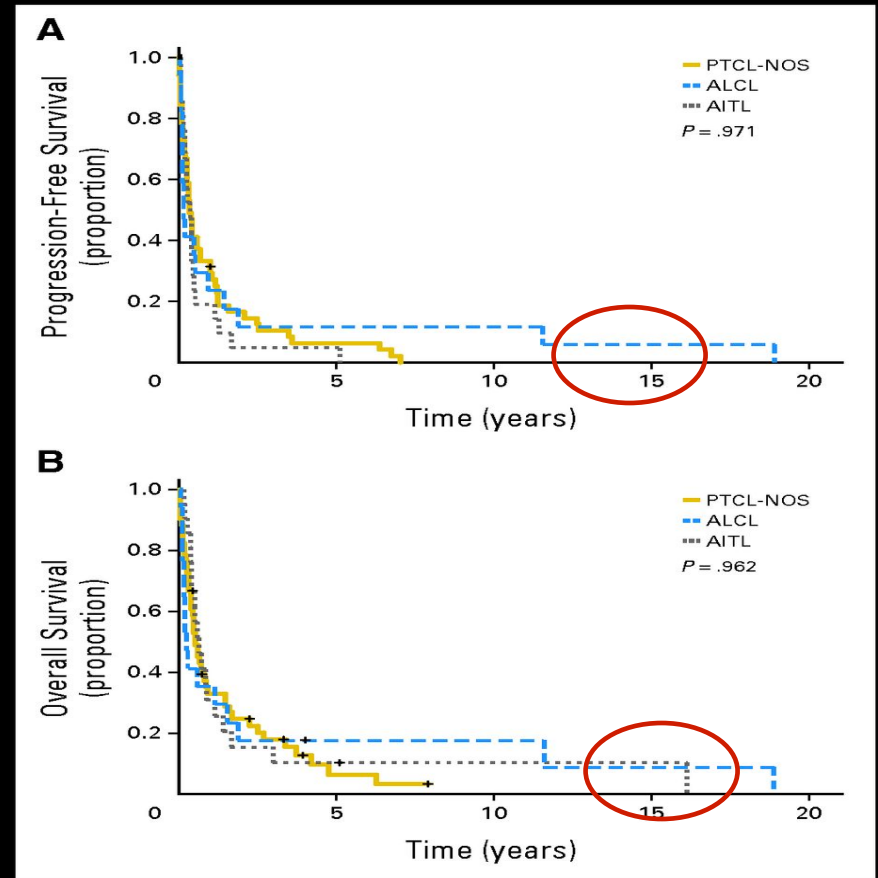 A
Progression-Free Survival
(proportion)
1.0
0.8
0.6
0.4
0.2
0
5
10
15
20
Time (years)
PTCL-NOS
ALCL
AITL
P = .971
B
Overall Survival
(proportion)
1.0
0.8
0.6
0.4
0.2
0
5
10
15
20
Time (years)
PTCL-NOS
ALCL
AITL
P = .962